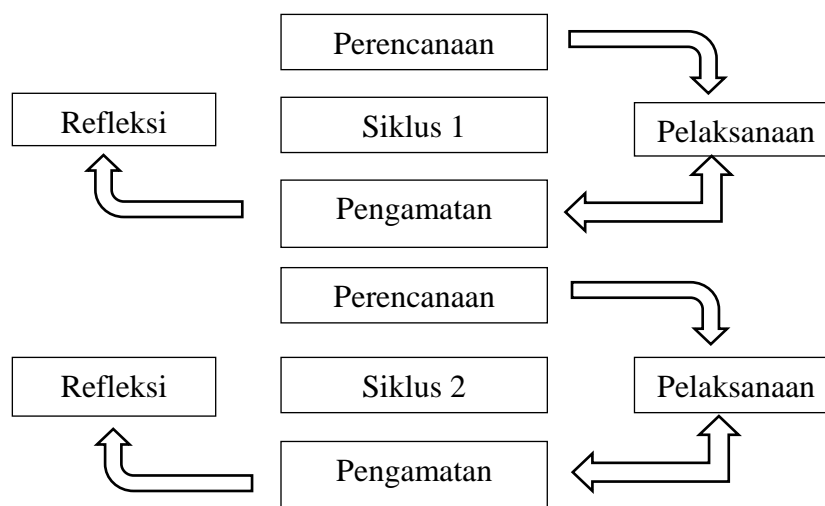 Perencanaan
Refleksi
Siklus 1
Pelaksanaan
Pengamatan
Perencanaan
Refleksi
Siklus 2
Pelaksanaan
Pengamatan